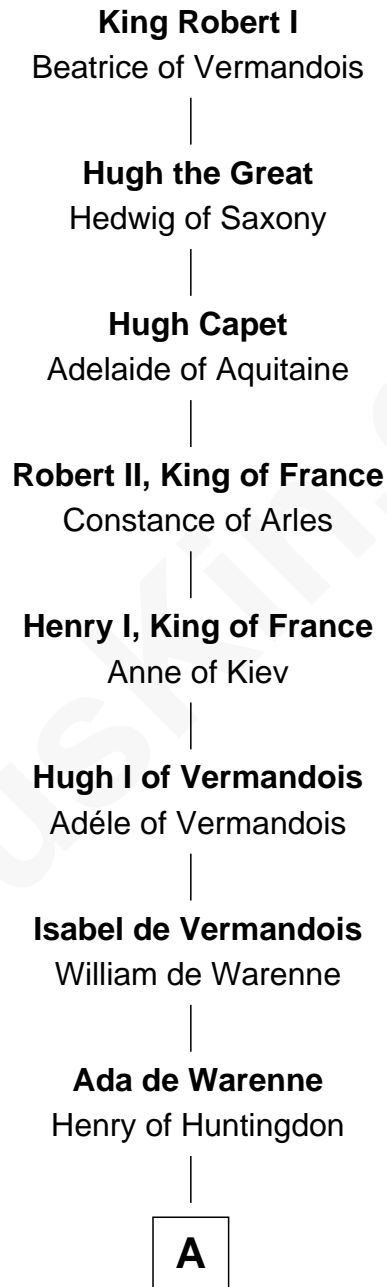 King Robert I
Beatrice of Vermandois
Hugh the Great
Hedwig of Saxony
Hugh Capet
Adelaide of Aquitaine
Robert II, King of France
Constance of Arles
Henry I, King of France
Anne of Kiev
Hugh I of Vermandois
Adéle of Vermandois
Isabel de Vermandois
William de Warenne
Ada de Warenne
Henry of Huntingdon
A